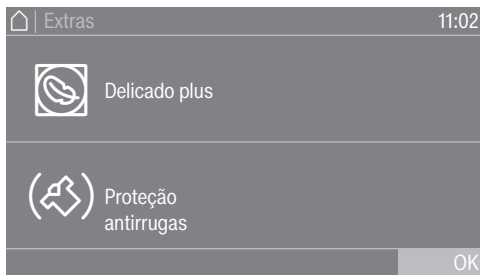 Extras 11:02
Delicado plus
Proteção
antirrugas
OK